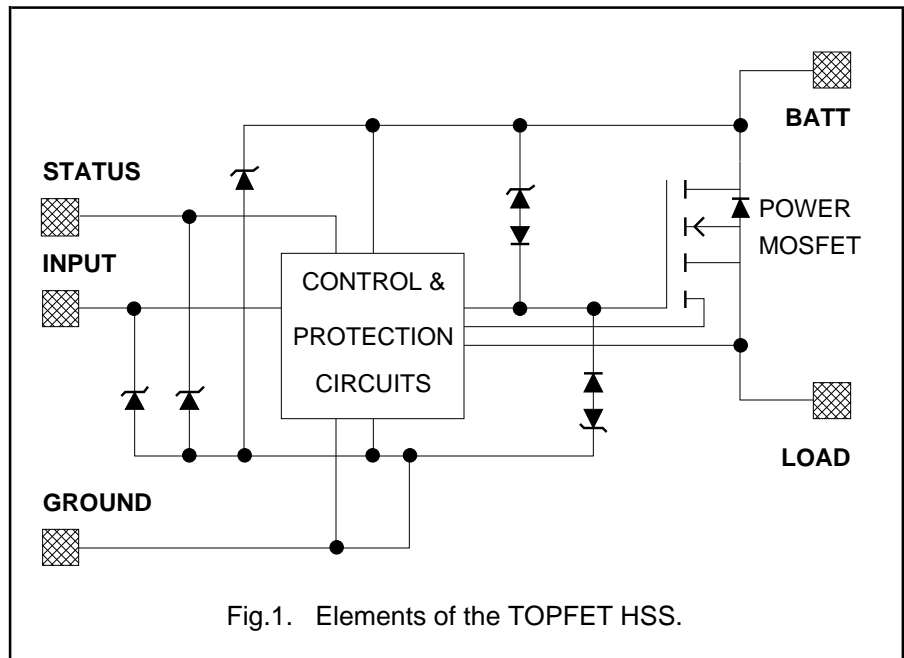 BATT
STATUS
POWER
MOSFET
INPUT
CONTROL &
PROTECTION
CIRCUITS
LOAD
GROUND
Fig.1. Elements of the TOPFET HSS.